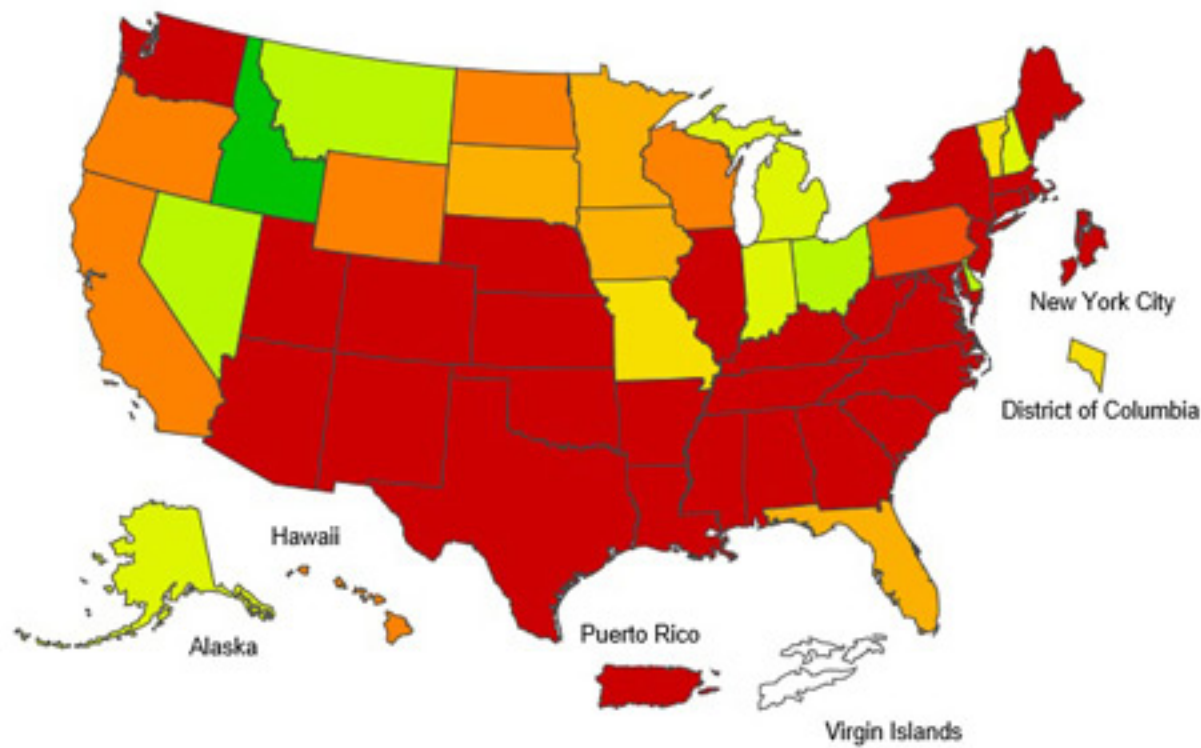 New York City
District of Columbia
Hawaii
Alaska
Puerto Rico
Virgin Islands